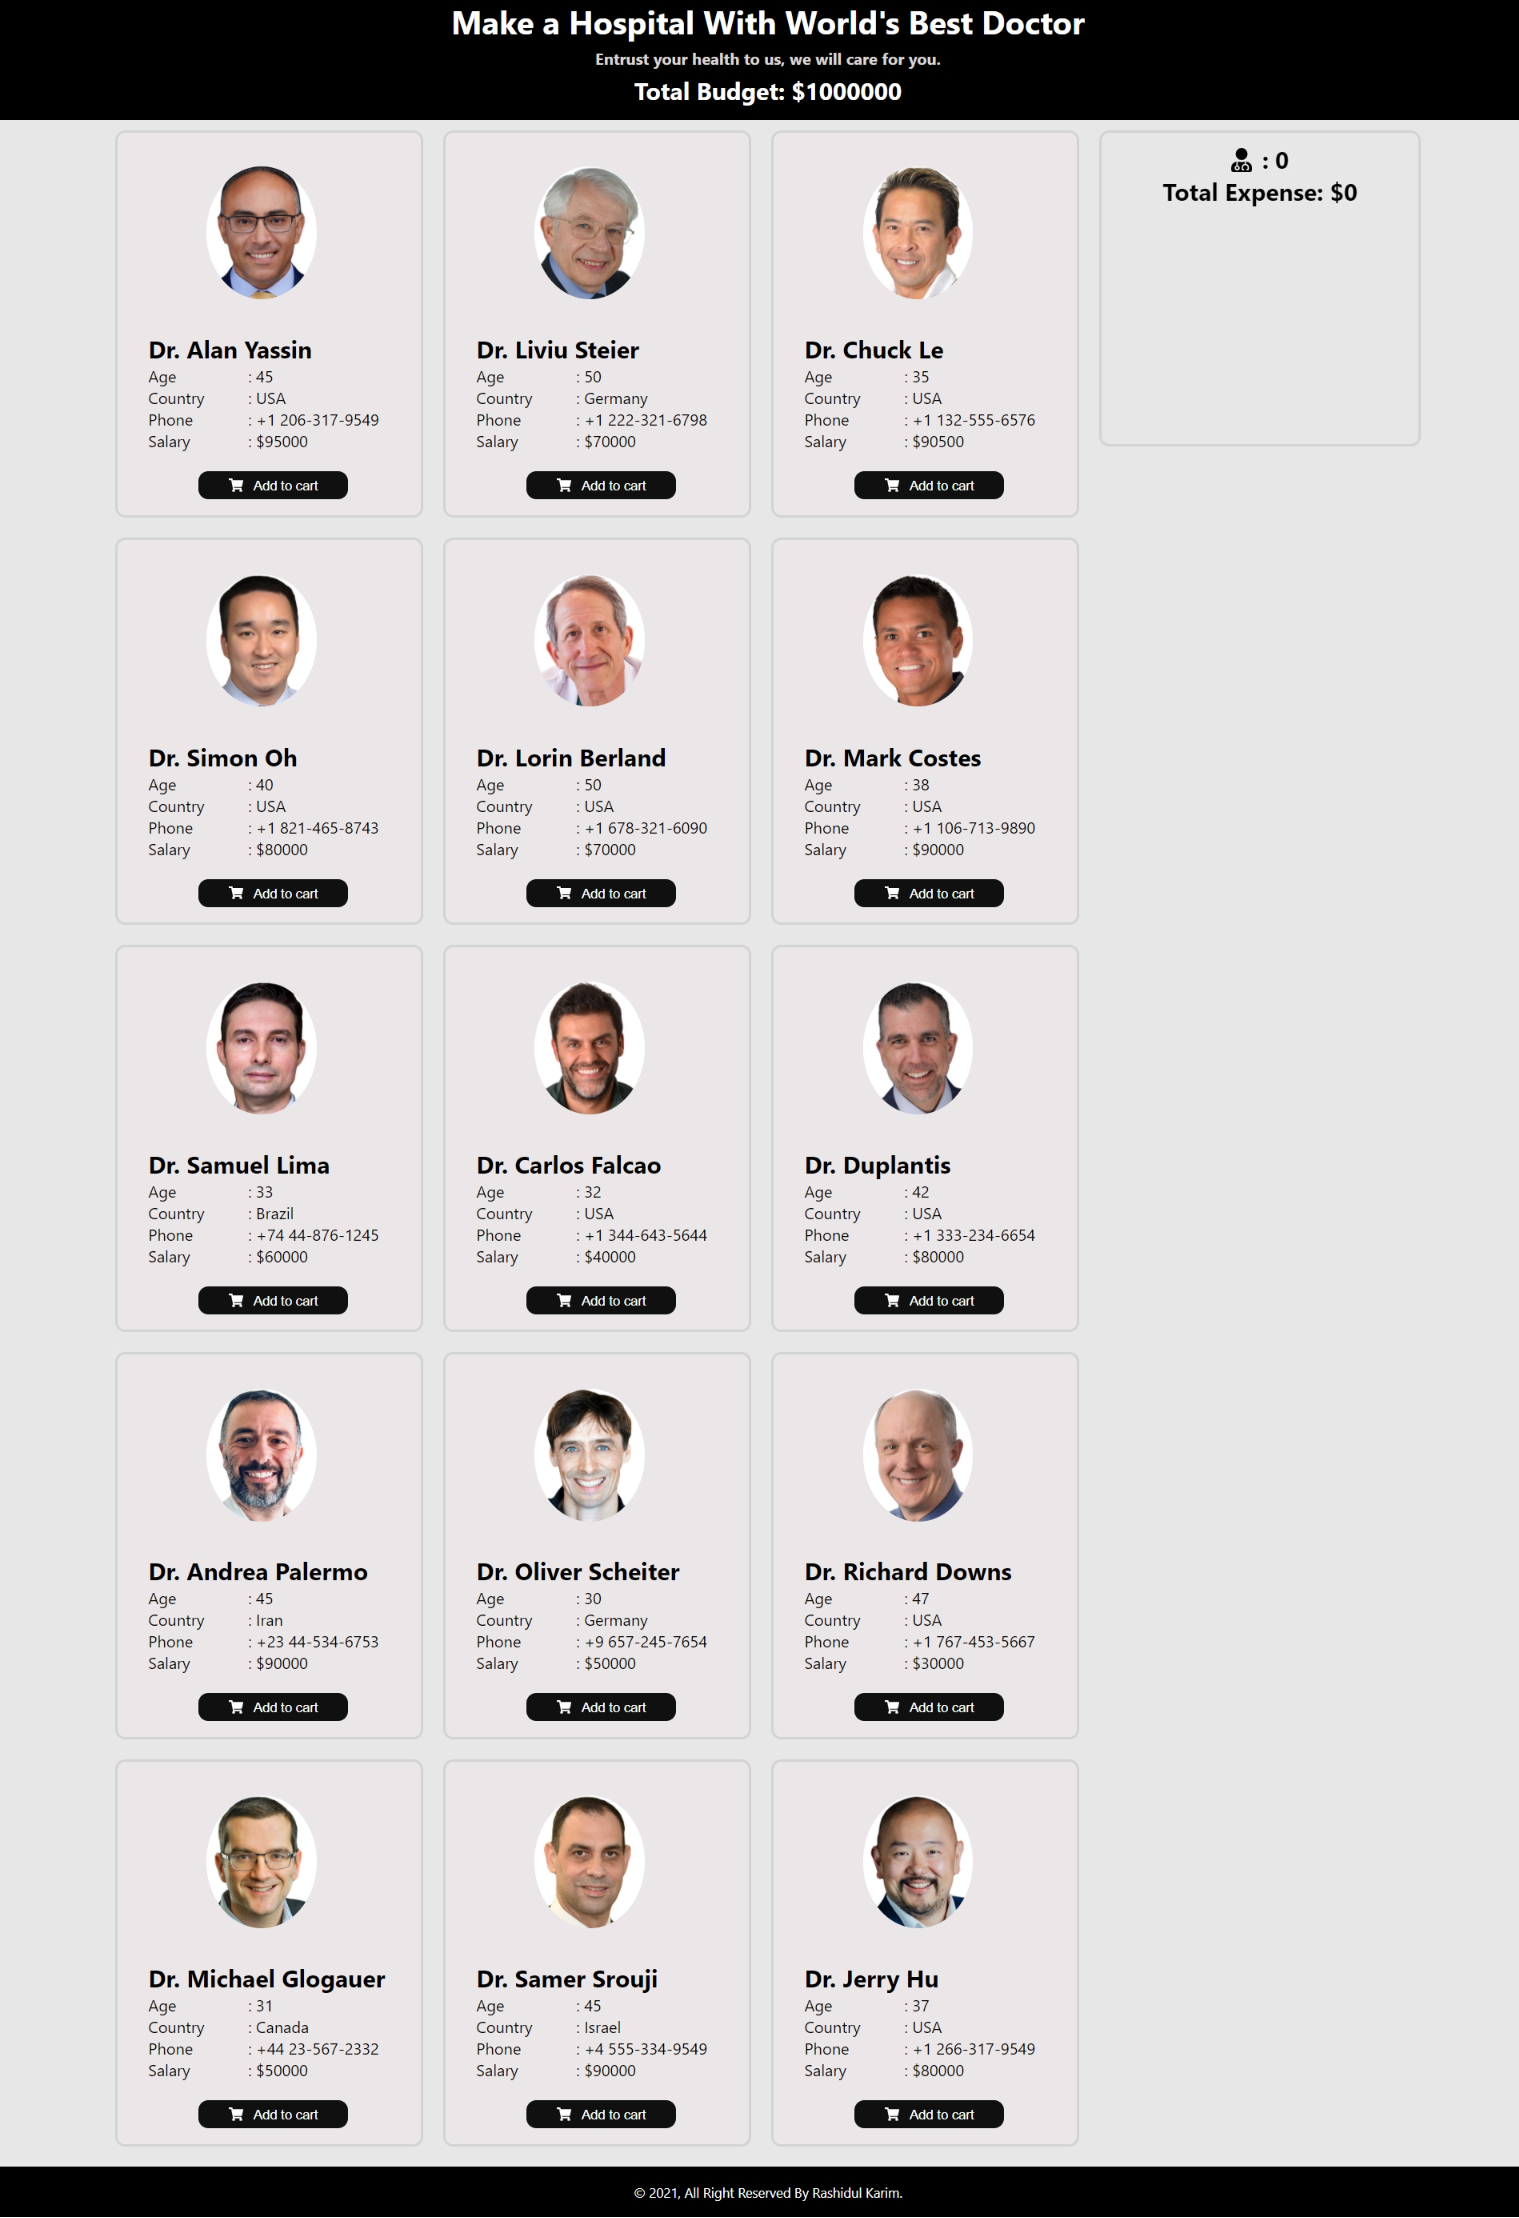 Make a Hospital With World's Best Doctor
Entrust your health to us, we will care for you.
Total Budget: $1000000
: 0
Total Expense: $0
Dr. Alan Yassin
Age : 45
Country : USA
Phone : +1 206-317-9549
Salary : $95000
Add to cart
Dr. Liviu Steier
Age : 50
Country : Germany
Phone : +1 222-321-6798
Salary : $70000
Add to cart
Dr. Chuck Le
Age : 35
Country : USA
Phone : +1 132-555-6576
Salary : $90500
Add to cart
Dr. Simon Oh
Age : 40
Country : USA
Phone : +1 821-465-8743
Salary : $80000
Add to cart
Dr. Lorin Berland
Age : 50
Country : USA
Phone : +1 678-321-6090
Salary : $70000
Add to cart
Dr. Mark Costes
Age : 38
Country : USA
Phone : +1 106-713-9890
Salary : $90000
Add to cart
Dr. Samuel Lima
Age : 33
Country : Brazil
Phone : +74 44-876-1245
Salary : $60000
Add to cart
Dr. Carlos Falcao
Age : 32
Country : USA
Phone : +1 344-643-5644
Salary : $40000
Add to cart
Dr. Duplantis
Age : 42
Country : USA
Phone : +1 333-234-6654
Salary : $80000
Add to cart
Dr. Andrea Palermo
Age : 45
Country : Iran
Phone : +23 44-534-6753
Salary : $90000
Add to cart
Dr. Oliver Scheiter
Age : 30
Country : Germany
Phone : +9 657-245-7654
Salary : $50000
Add to cart
Dr. Richard Downs
Age : 47
Country : USA
Phone : +1 767-453-5667
Salary : $30000
Add to cart
Dr. Michael Glogauer
Age : 31
Country : Canada
Phone : +44 23-567-2332
Salary : $50000
Add to cart
Dr. Samer Srouji
Age : 45
Country : Israel
Phone : +4 555-334-9549
Salary : $90000
Add to cart
Dr. Jerry Hu
Age : 37
Country : USA
Phone : +1 266-317-9549
Salary : $80000
Add to cart
© 2021, All Right Reserved By Rashidul Karim.